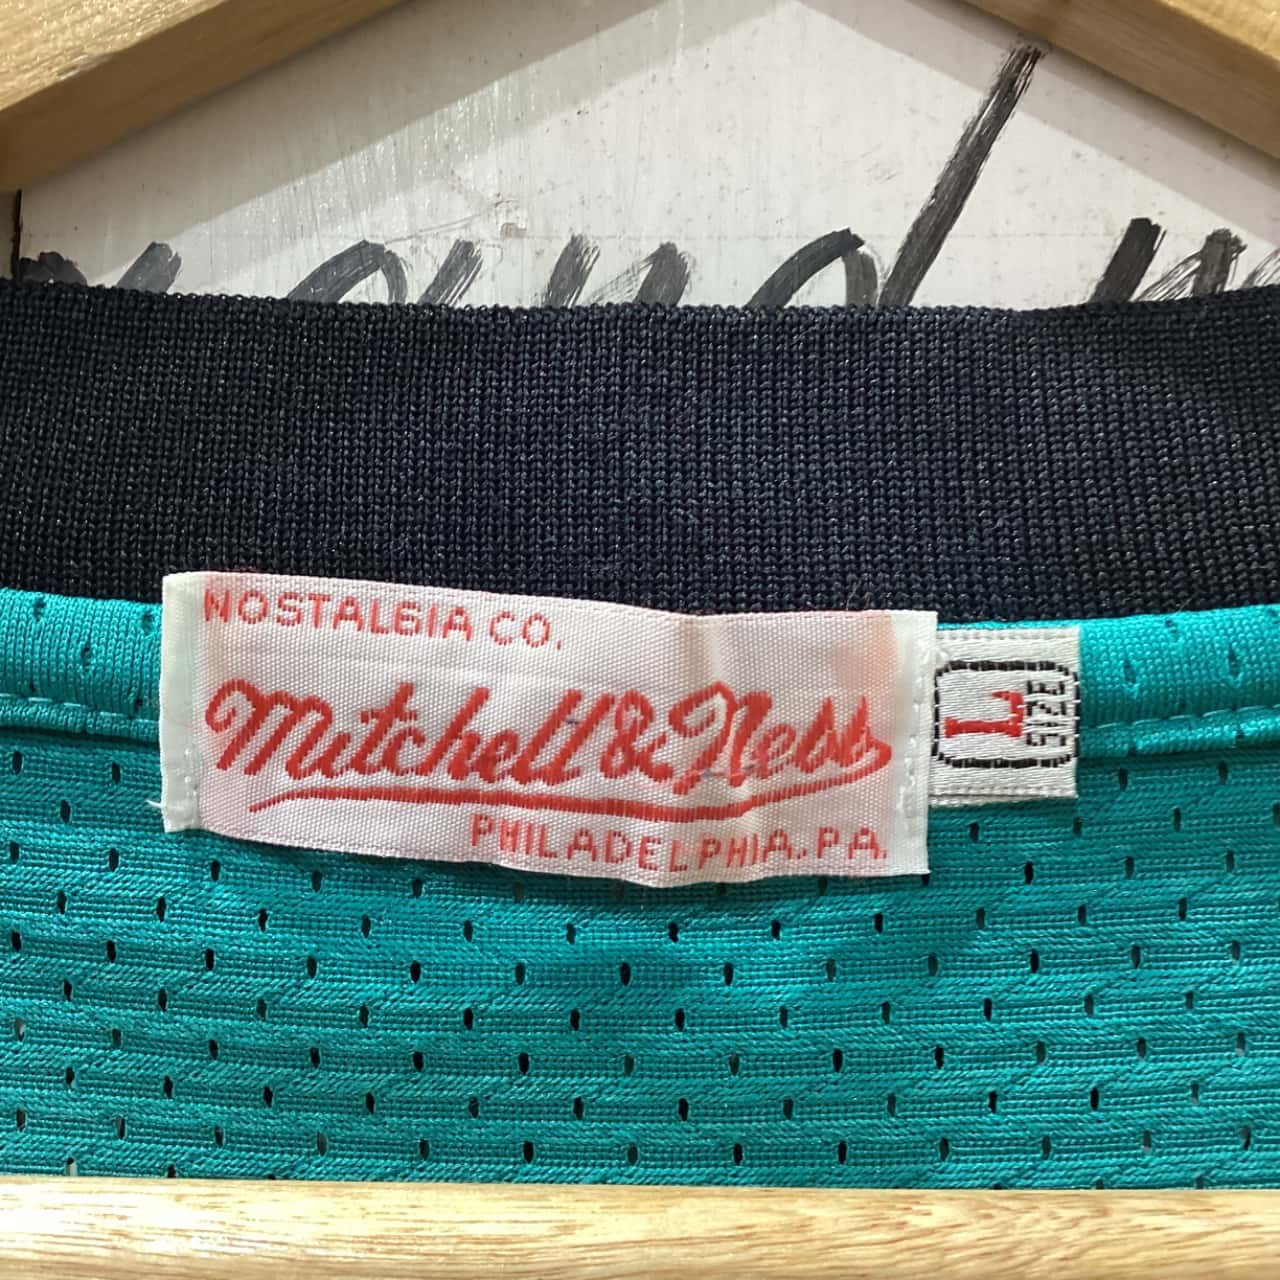 NOSTALGIA CO.
Mitchell & Ness
PHILADELPHIA, PA.
L
SIZE